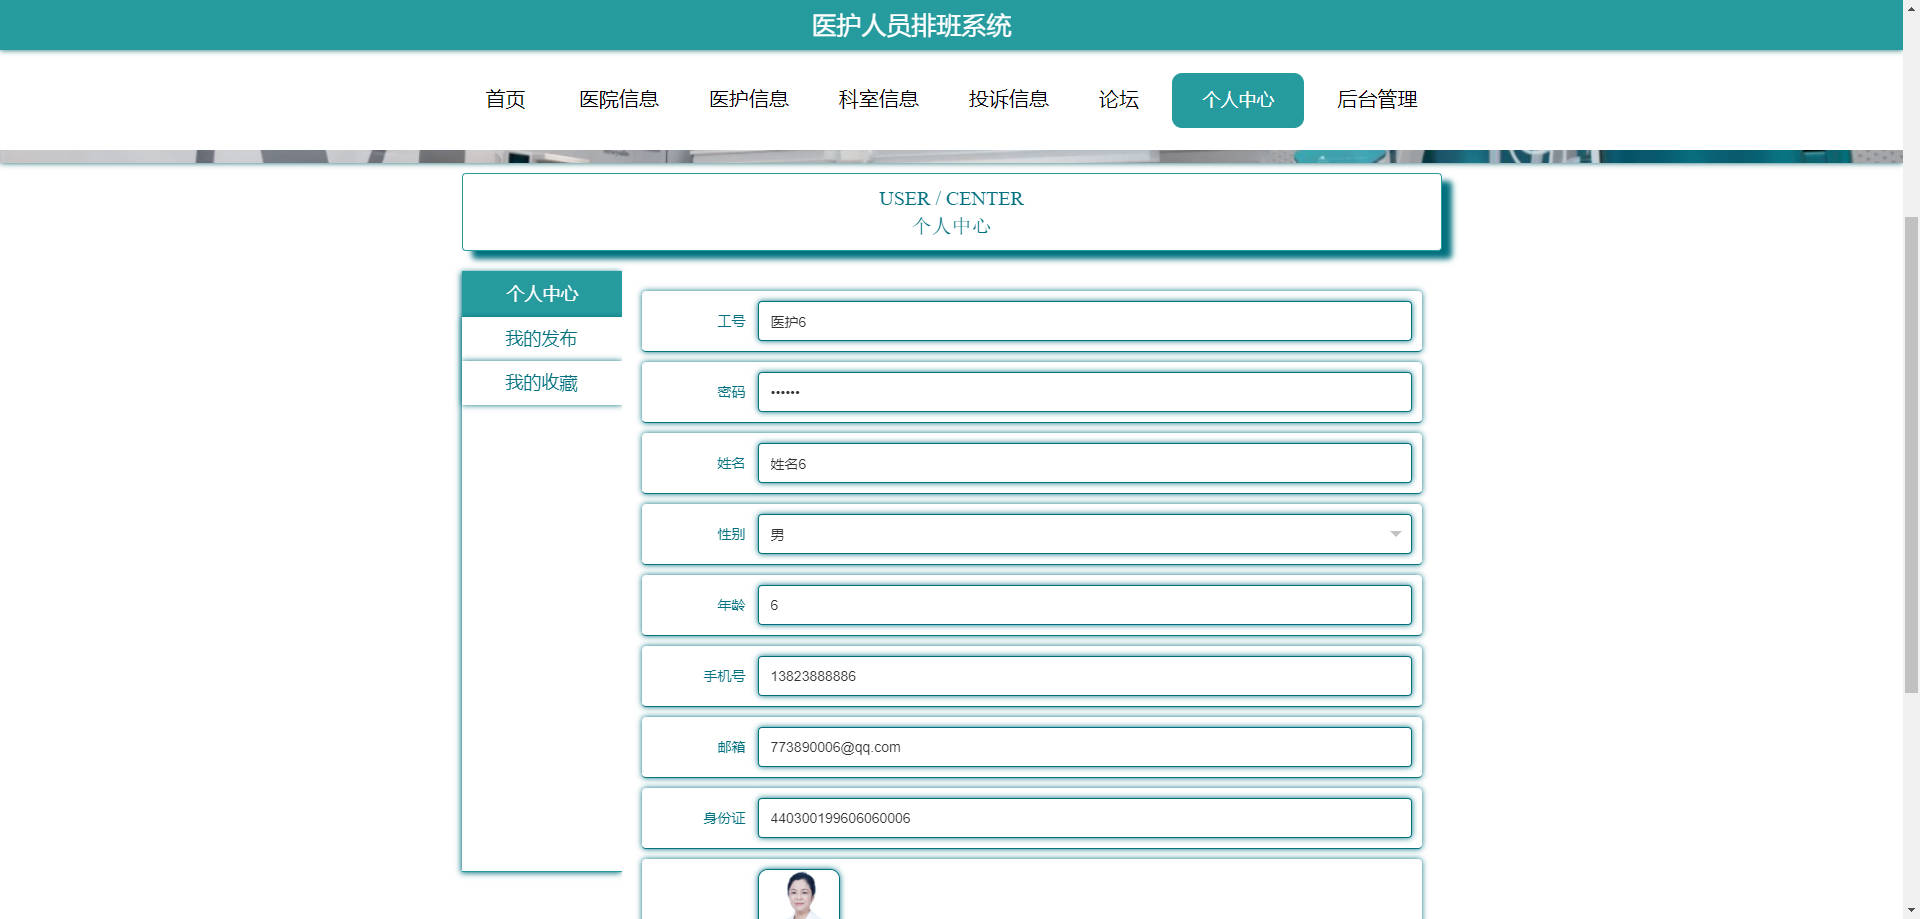 医护人员排班系统
首页 医院信息 医护信息 科室信息 投诉信息 论坛 个人中心 后台管理
USER / CENTER
个人中心
个人中心
我的发布
我的收藏
工号 医护6
密码 ••••••
姓名 姓名6
性别 男
年龄 6
手机号 13823888886
邮箱 773890006@qq.com
身份证 440300199606060006